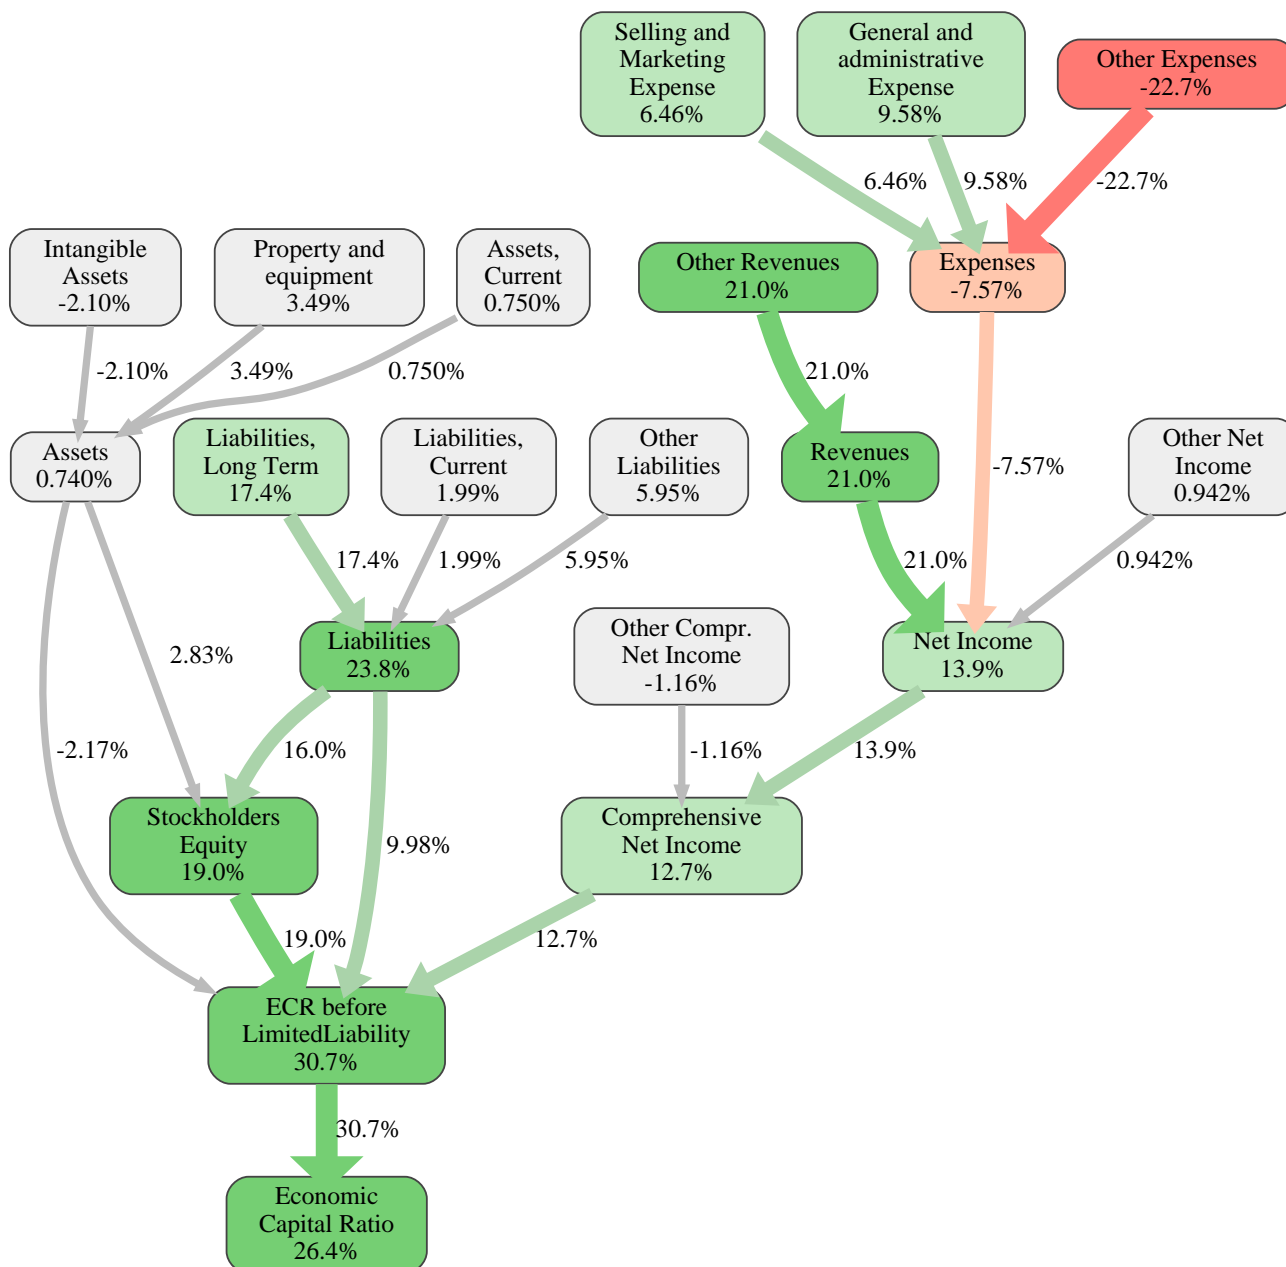 Selling and
Marketing
Expense
6.46%
General and
administrative
Expense
9.58%
Other Expenses
-22.7%
6.46%
9.58%
-22.7%
Intangible
Assets
-2.10%
Property and
equipment
3.49%
Assets,
Current
0.750%
Other Revenues
21.0%
Expenses
-7.57%
-2.10%
3.49%
0.750%
21.0%
-7.57%
Assets
0.740%
Liabilities,
Long Term
17.4%
Liabilities,
Current
1.99%
Other
Liabilities
5.95%
Revenues
21.0%
Other Net
Income
0.942%
17.4%
1.99%
5.95%
21.0%
0.942%
2.83%
Liabilities
23.8%
Other Compr.
Net Income
-1.16%
Net Income
13.9%
-2.17%
16.0%
9.98%
-1.16%
13.9%
Stockholders
Equity
19.0%
Comprehensive
Net Income
12.7%
19.0%
12.7%
ECR before
LimitedLiability
30.7%
30.7%
Economic
Capital Ratio
26.4%